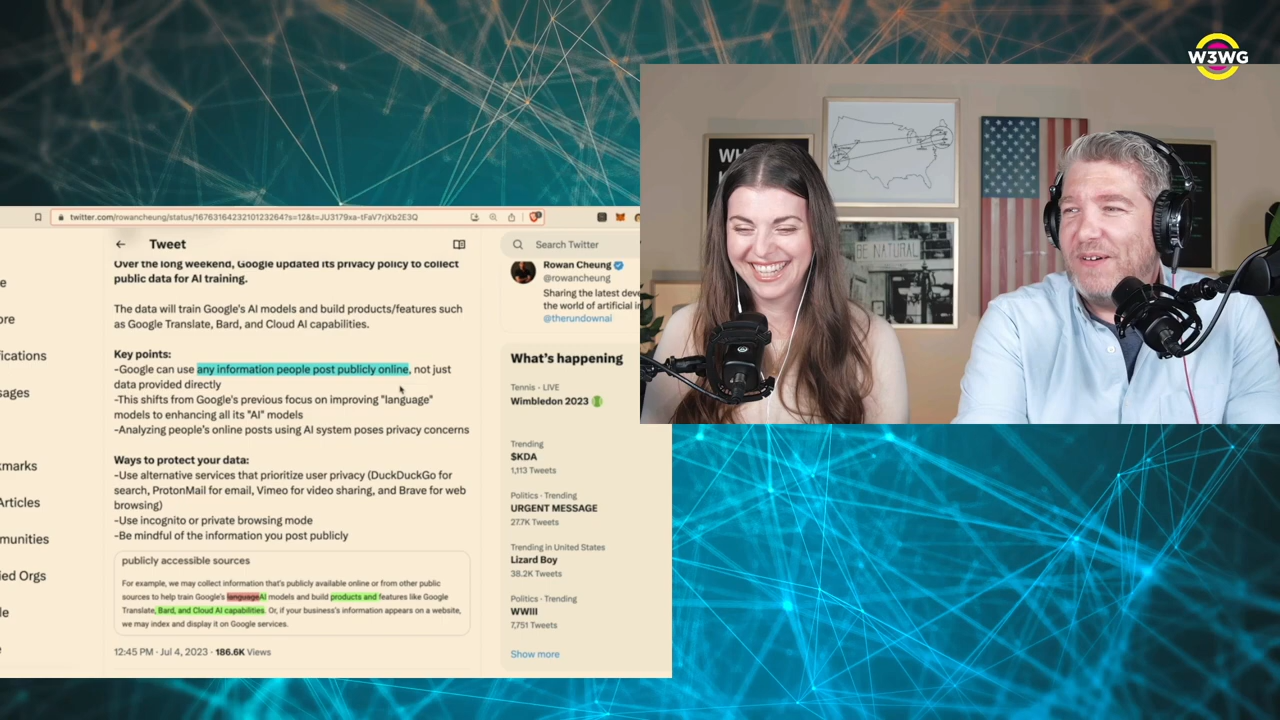 W3WG
twitter.com/rowancheung/status/1676316423210123264?s=12&t=JU3179xa-tFaV7rjXb2E3Q
Tweet
Over the long weekend, Google updated its privacy policy to collect
public data for AI training.
The data will train Google's AI models and build products/features such
as Google Translate, Bard, and Cloud AI capabilities.
Key points:
-Google can use any information people post publicly online, not just
data provided directly
-This shifts from Google's previous focus on improving "language"
models to enhancing all its "AI" models
-Analyzing people's online posts using AI system poses privacy concerns
Ways to protect your data:
-Use alternative services that prioritize user privacy (DuckDuckGo for
search, ProtonMail for email, Vimeo for video sharing, and Brave for web
browsing)
-Use incognito or private browsing mode
-Be mindful of the information you post publicly
publicly accessible sources
For example, we may collect information that's publicly available online or from other public
sources to help train Google's languageAI models and build products and features like Google
Translate, Bard, and Cloud AI capabilities. Or, if your business's information appears on a website,
we may index and display it on Google services.
12:45 PM · Jul 4, 2023 · 186.6K Views
Search Twitter
Rowan Cheung
@rowancheung
Sharing the latest deve
the world of artificial i
@therundownai
What's happening
Tennis · LIVE
Wimbledon 2023
Trending
$KDA
1,113 Tweets
Politics · Trending
URGENT MESSAGE
27.7K Tweets
Trending in United States
Lizard Boy
38.2K Tweets
Politics · Trending
WWIII
7,751 Tweets
Show more
e
ore
fications
sages
kmarks
Articles
munities
ied Orgs
le
e
WH
BE NATURAL